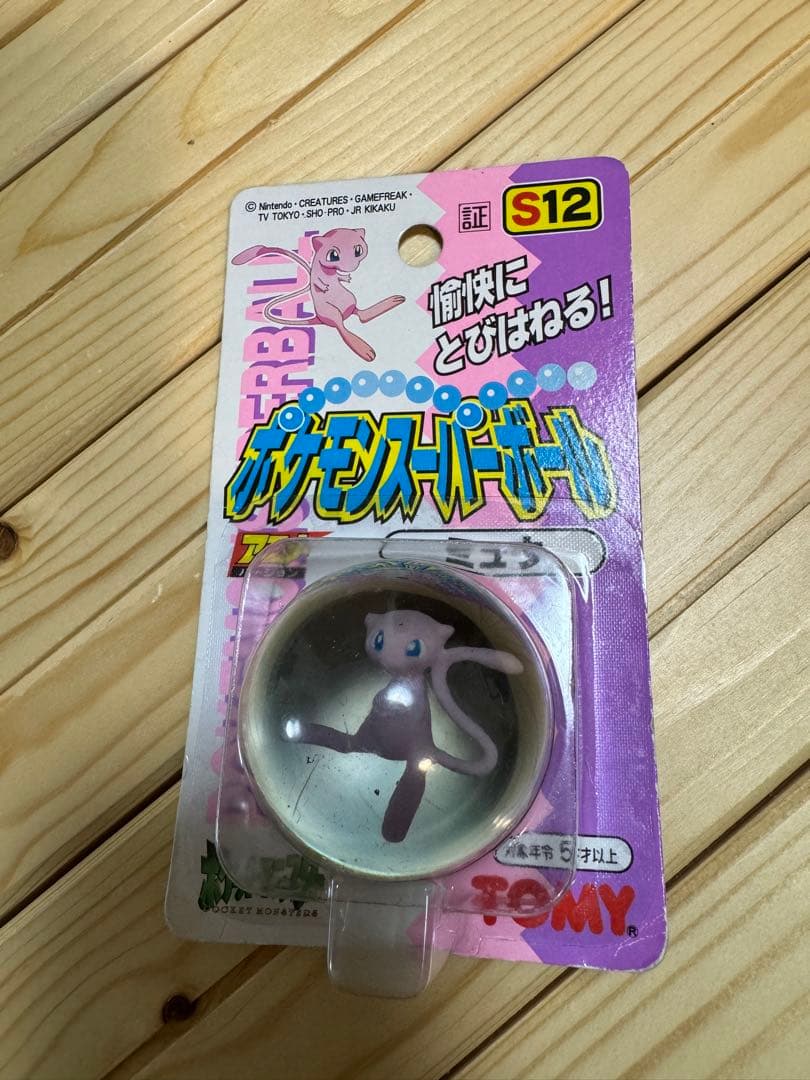 © Nintendo・CREATURES・GAMEFREAK・
TV TOKYO・SHO-PRO・JR KIKAKU
証
S12
愉快に
とびはねる!
ポケモンスーパーボール
ミュウ
対象年令5才以上
POCKET MONSTERS
TOMY®